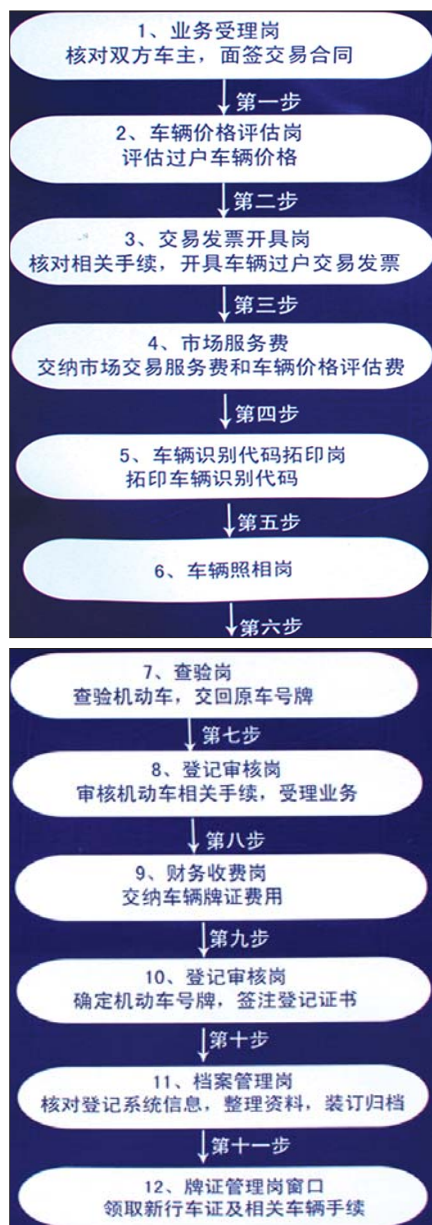 1、业务受理岗
核对双方车主，面签交易合同
第一步
2、车辆价格评估岗
评估过户车辆价格
第二步
3、交易发票开具岗
核对相关手续，开具车辆过户交易发票
第三步
4、市场服务费
交纳市场交易服务费和车辆价格评估费
第四步
5、车辆识别代码拓印岗
拓印车辆识别代码
第五步
6、车辆照相岗
第六步
7、查验岗
查验机动车，交回原车号牌
第七步
8、登记审核岗
审核机动车相关手续，受理业务
第八步
9、财务收费岗
交纳车辆牌证费用
第九步
10、登记审核岗
确定机动车号牌，签注登记证书
第十步
11、档案管理岗
核对登记系统信息，整理资料，装订归档
第十一步
12、牌证管理岗窗口
领取新行车证及相关车辆手续